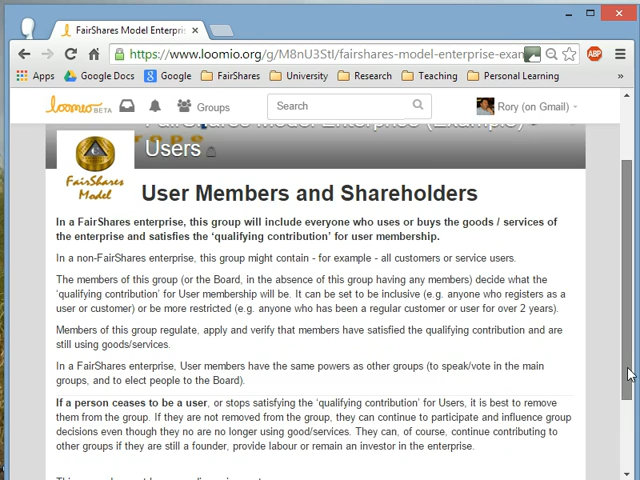 FairShares Model Enterpris
https://www.loomio.org/g/M8nU3StI/fairshares-model-enterprise-exam
ABP
Apps Google Docs Google FairShares University Research Teaching Personal Learning
loomio BETA Groups Search Rory (on Gmail)
FairShares Model Enterprise (Example)
Users
FairShares
Model
User Members and Shareholders
In a FairShares enterprise, this group will include everyone who uses or buys the goods / services of
the enterprise and satisfies the ‘qualifying contribution’ for user membership.
In a non-FairShares enterprise, this group might contain - for example - all customers or service users.
The members of this group (or the Board, in the absence of this group having any members) decide what the
‘qualifying contribution’ for User membership will be. It can be set to be inclusive (e.g. anyone who registers as a
user or customer) or be more restricted (e.g. anyone who has been a regular customer or user for over 2 years).
Members of this group regulate, apply and verify that members have satisfied the qualifying contribution and are
still using goods/services.
In a FairShares enterprise, User members have the same powers as other groups (to speak/vote in the main
groups, and to elect people to the Board).
If a person ceases to be a user, or stops satisfying the ‘qualifying contribution’ for Users, it is best to remove
them from the group. If they are not removed from the group, they can continue to participate and influence group
decisions even though they no are no longer using good/services. They can, of course, continue contributing to
other groups if they are still a founder, provide labour or remain an investor in the enterprise.